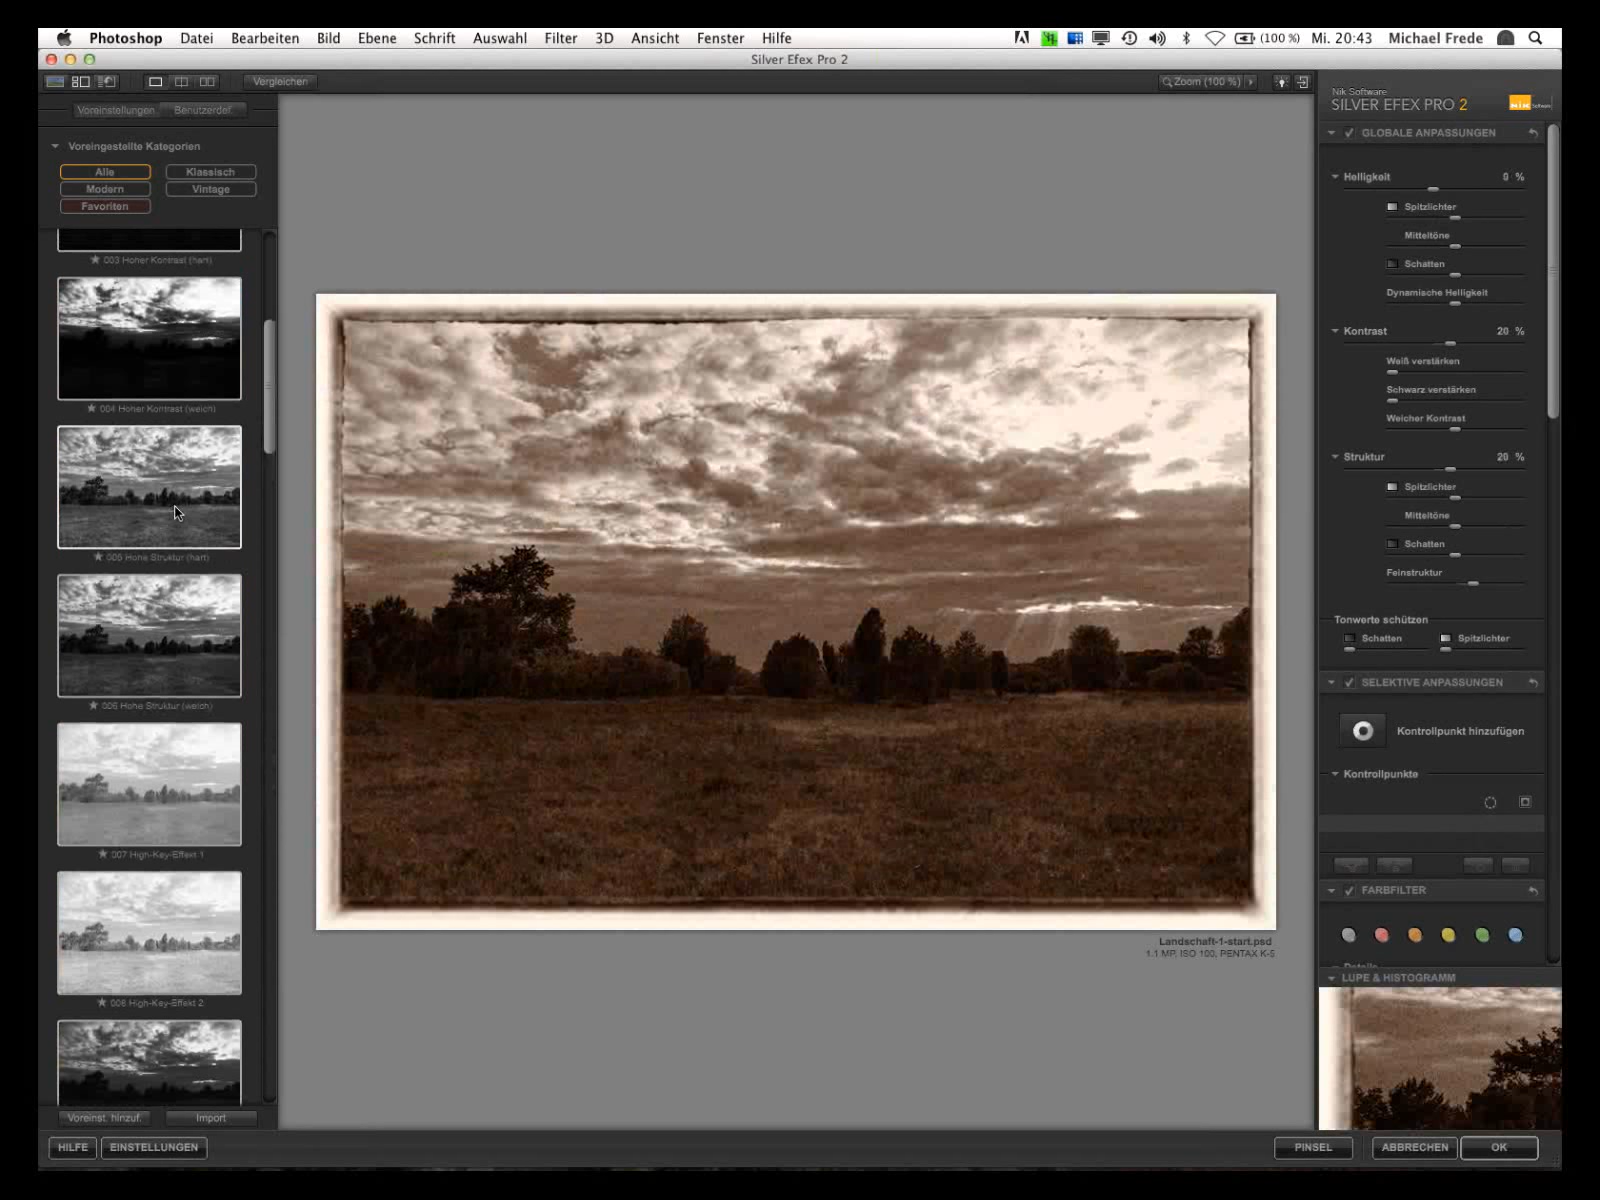 Photoshop Datei Bearbeiten Bild Ebene Schrift Auswahl Filter 3D Ansicht Fenster Hilfe (100 %) Mi. 20:43 Michael Frede
Silver Efex Pro 2
Vergleichen Zoom (100 %)
Voreinstellungen Benutzerdef.
Voreingestellte Kategorien
Alle Klassisch
Modern Vintage
Favoriten
003 Hoher Kontrast (hart)
004 Hoher Kontrast (weich)
005 Hohe Struktur (hart)
006 Hohe Struktur (weich)
007 High-Key-Effekt 1
008 High-Key-Effekt 2
Voreinst. hinzuf. Import
HILFE EINSTELLUNGEN
Landschaft-1-start.psd
1.1 MP, ISO 100, PENTAX K-5
Nik Software
SILVER EFEX PRO 2
nik Software
GLOBALE ANPASSUNGEN
Helligkeit 0 %
Spitzlichter
Mitteltöne
Schatten
Dynamische Helligkeit
Kontrast 20 %
Weiß verstärken
Schwarz verstärken
Weicher Kontrast
Struktur 20 %
Spitzlichter
Mitteltöne
Schatten
Feinstruktur
Tonwerte schützen
Schatten Spitzlichter
SELEKTIVE ANPASSUNGEN
Kontrollpunkt hinzufügen
Kontrollpunkte
FARBFILTER
Details
LUPE & HISTOGRAMM
PINSEL ABBRECHEN OK